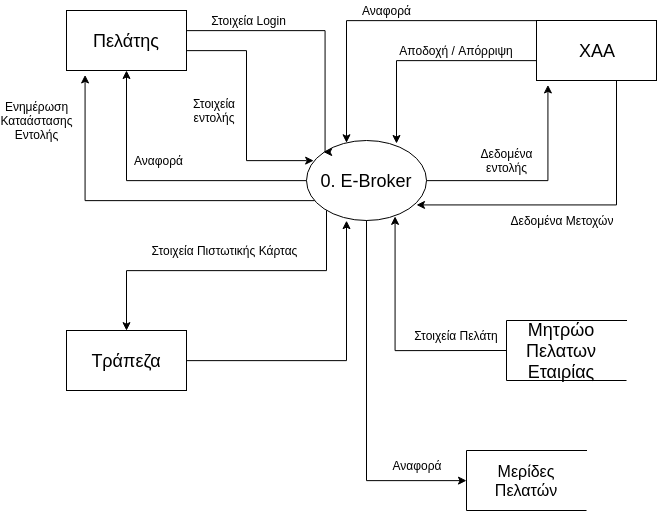 Αναφορά
Στοιχεία Login
Πελάτης
ΧΑΑ
Αποδοχή / Απόρριψη
Στοιχεία
εντολής
Ενημέρωση
Καταάστασης
Εντολής
Αναφορά
Δεδομένα
εντολής
0. E-Broker
Δεδομένα Μετοχών
Στοιχεία Πιστωτικής Κάρτας
Στοιχεία Πελάτη
Μητρώο
Πελατων
Εταιρίας
Τράπεζα
Αναφορά
Μερίδες
Πελατών